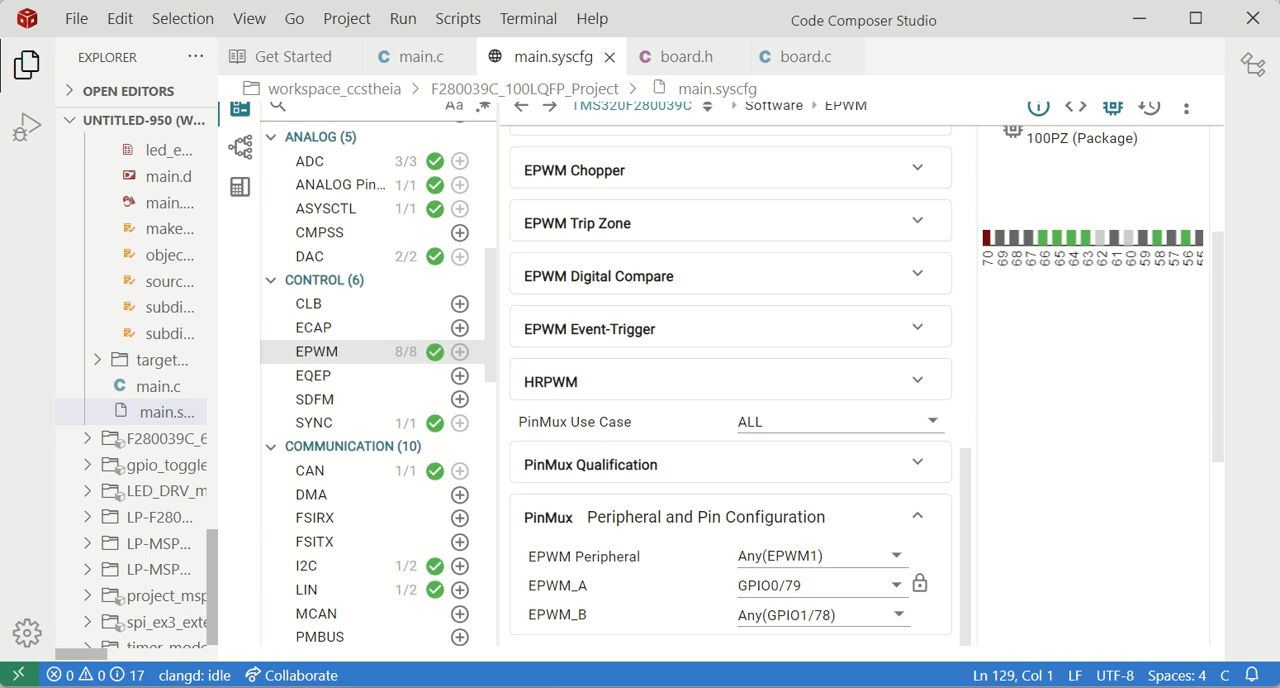 File Edit Selection View Go Project Run Scripts Terminal Help Code Composer Studio
EXPLORER ...
Get Started main.c main.syscfg board.h board.c
workspace_ccstheia > F280039C_100LQFP_Project > main.syscfg
OPEN EDITORS
UNTITLED-950 (W...
led_e...
main.d
main....
make...
objec...
sourc...
subdi...
subdi...
target...
main.c
main.s...
F280039C_6
gpio_toggle
LED_DRV_m
LP-F280...
LP-MSP...
LP-MSP...
project_msp
spi_ex3_exte
timer_mode
Aa .*
TMS320F280039C Software EPWM
ANALOG (5)
ADC 3/3
ANALOG Pin... 1/1
ASYSCTL 1/1
CMPSS
DAC 2/2
CONTROL (6)
CLB
ECAP
EPWM 8/8
EQEP
SDFM
SYNC 1/1
COMMUNICATION (10)
CAN 1/1
DMA
FSIRX
FSITX
I2C 1/2
LIN 1/2
MCAN
PMBUS
EPWM Chopper
EPWM Trip Zone
EPWM Digital Compare
EPWM Event-Trigger
HRPWM
PinMux Use Case ALL
PinMux Qualification
PinMux Peripheral and Pin Configuration
EPWM Peripheral Any(EPWM1)
EPWM_A GPIO0/79
EPWM_B Any(GPIO1/78)
100PZ (Package)
70 69 68 67 66 65 64 63 62 61 60 59 58 57 56 55
0 0 17 clangd: idle Collaborate Ln 129, Col 1 LF UTF-8 Spaces: 4 C